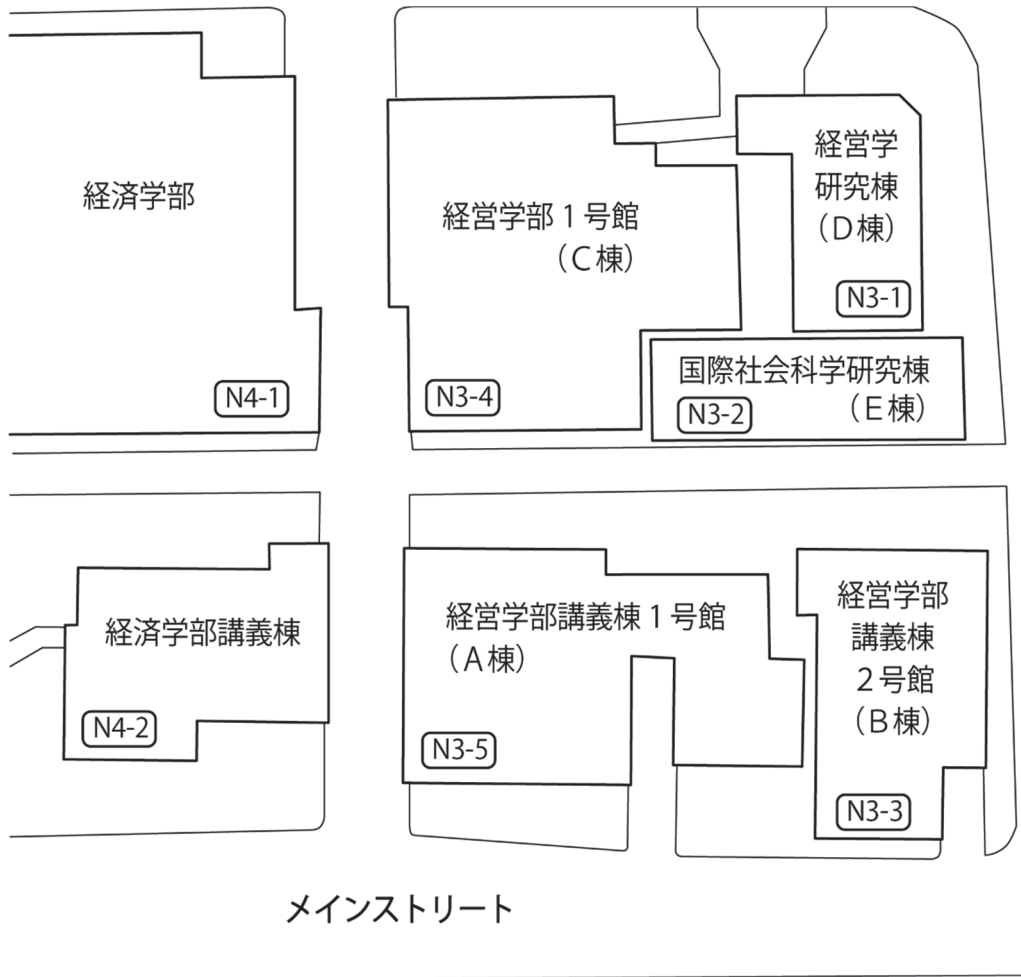 経済学部
N4-1
経営学部１号館
（Ｃ棟）
N3-4
経営学
研究棟
（Ｄ棟）
N3-1
国際社会科学研究棟
（Ｅ棟）
N3-2
経済学部講義棟
N4-2
経営学部講義棟１号館
（Ａ棟）
N3-5
経営学部
講義棟
２号館
（Ｂ棟）
N3-3
メインストリート